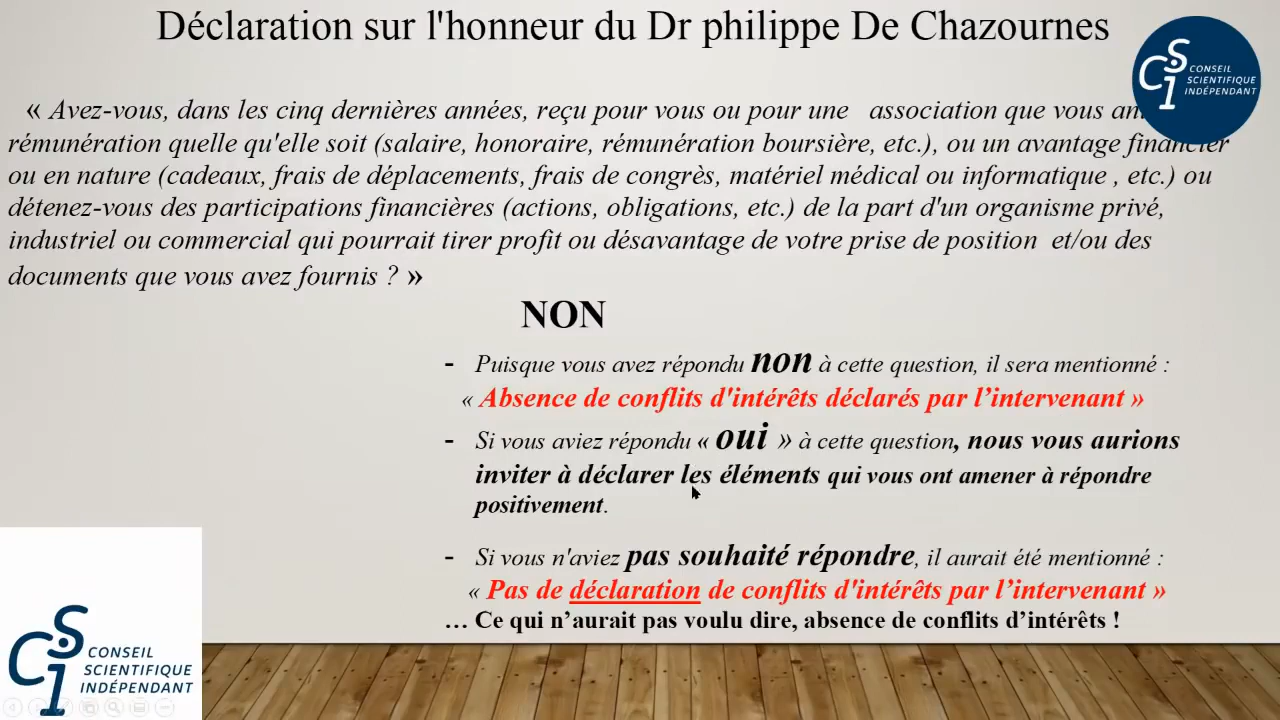 Déclaration sur l'honneur du Dr philippe De Chazournes
CONSEIL
SCIENTIFIQUE
INDÉPENDANT
« Avez-vous, dans les cinq dernières années, reçu pour vous ou pour une association que vous
rémunération quelle qu'elle soit (salaire, honoraire, rémunération boursière, etc.), ou un avantage financier
ou en nature (cadeaux, frais de déplacements, frais de congrès, matériel médical ou informatique , etc.) ou
détenez-vous des participations financières (actions, obligations, etc.) de la part d'un organisme privé,
industriel ou commercial qui pourrait tirer profit ou désavantage de votre prise de position et/ou des
documents que vous avez fournis ? »
NON
- Puisque vous avez répondu non à cette question, il sera mentionné :
« Absence de conflits d'intérêts déclarés par l’intervenant »
- Si vous aviez répondu « oui » à cette question, nous vous aurions
inviter à déclarer les éléments qui vous ont amener à répondre
positivement.
- Si vous n'aviez pas souhaité répondre, il aurait été mentionné :
« Pas de déclaration de conflits d'intérêts par l’intervenant »
… Ce qui n’aurait pas voulu dire, absence de conflits d’intérêts !
CSI
CONSEIL
SCIENTIFIQUE
INDÉPENDANT